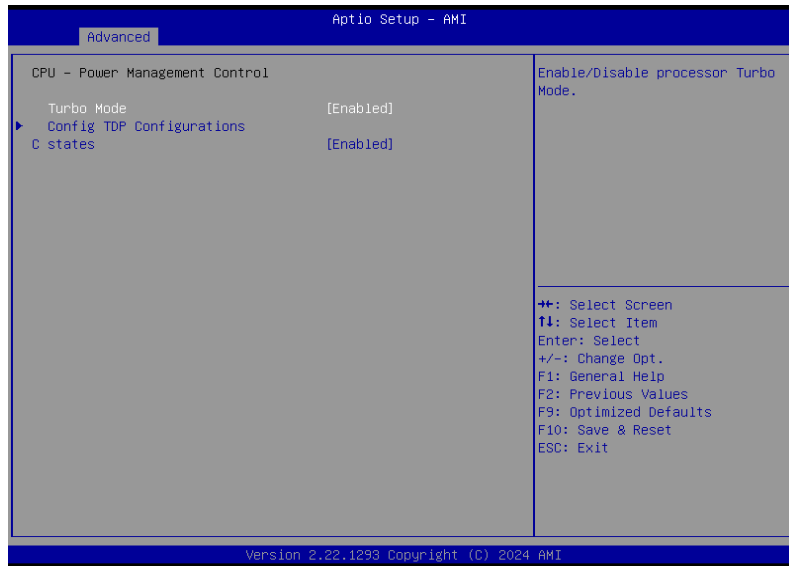 Aptio Setup – AMI
Advanced
CPU – Power Management Control
Turbo Mode [Enabled]
Config TDP Configurations
C states [Enabled]
Enable/Disable processor Turbo
Mode.
→←: Select Screen
↑↓: Select Item
Enter: Select
+/-: Change Opt.
F1: General Help
F2: Previous Values
F9: Optimized Defaults
F10: Save & Reset
ESC: Exit
Version 2.22.1293 Copyright (C) 2024 AMI